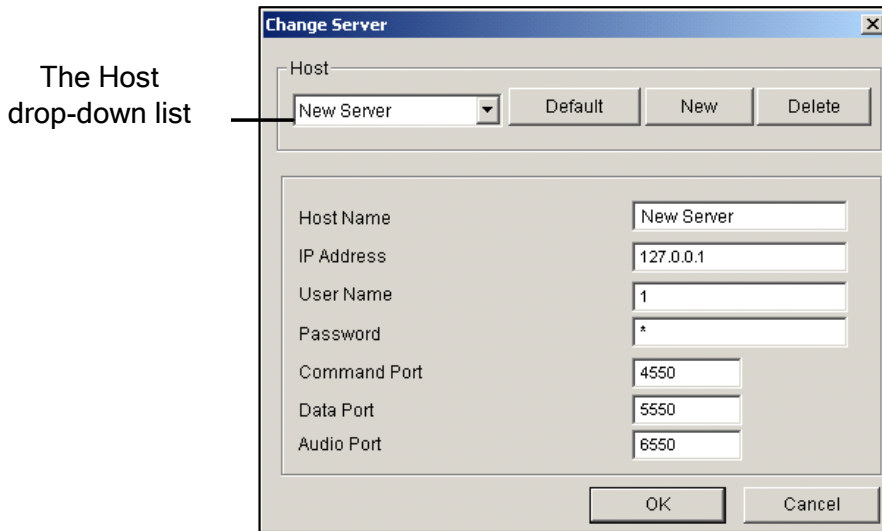 Change Server
The Host
drop-down list
Host
New Server
Default
New
Delete
Host Name
New Server
IP Address
127.0.0.1
User Name
1
Password
*
Command Port
4550
Data Port
5550
Audio Port
6550
OK
Cancel